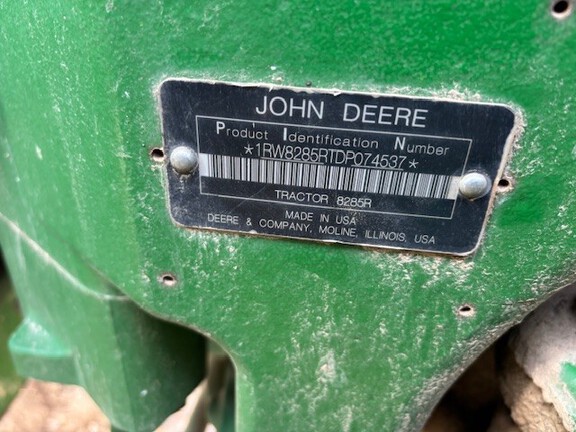 JOHN DEERE
Product Identification Number
*1RW8285RTDP074537*
TRACTOR 8285R
MADE IN USA
DEERE & COMPANY, MOLINE, ILLINOIS, USA